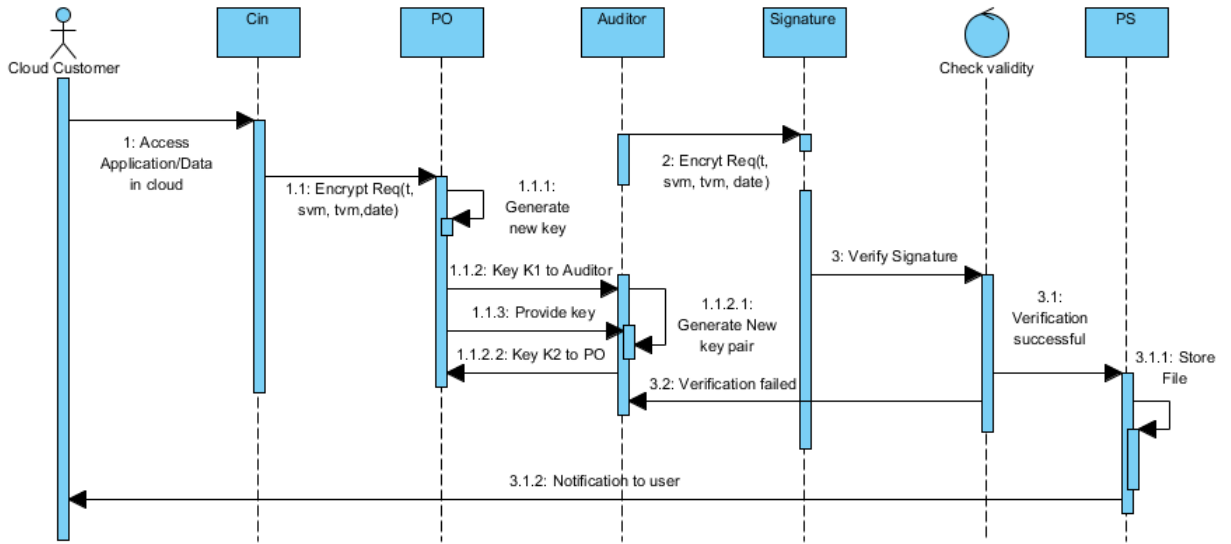 Cin
PO
Auditor
Signature
PS
Cloud Customer
Check validity
1: Access
Application/Data
in cloud
1.1: Encrypt Req(t,
svm, tvm,date)
1.1.1:
Generate
new key
2: Encryt Req(t,
svm, tvm, date)
1.1.2: Key K1 to Auditor
3: Verify Signature
1.1.3: Provide key
1.1.2.1:
Generate New
key pair
3.1:
Verification
successful
1.1.2.2: Key K2 to PO
3.2: Verification failed
3.1.1: Store
File
3.1.2: Notification to user